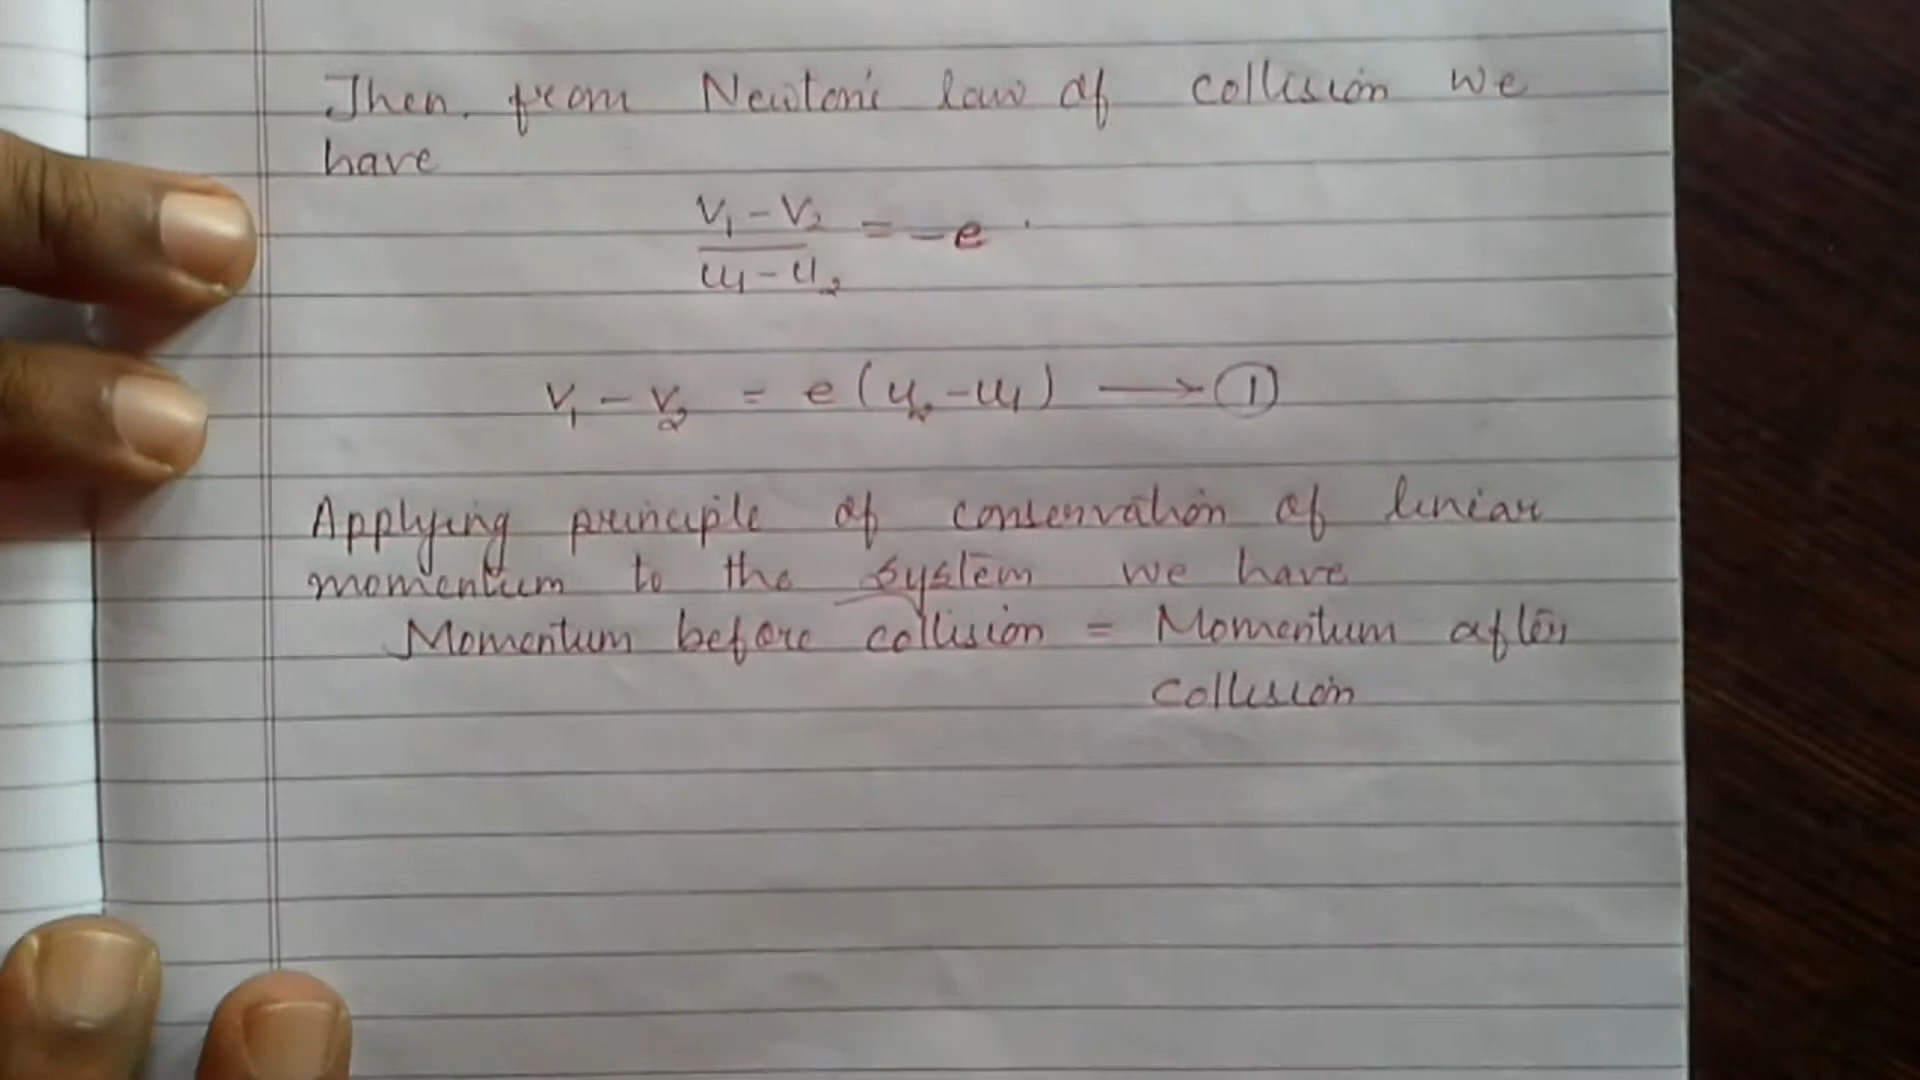 Then from Newton's law of collision we
have
V₁ - V₂
u₁ - u₂ = -e
V₁ - V₂ = e(u₂ - u₁) → ①
Applying principle of conservation of linear
momentum to the system we have
Momentum before collision = Momentum after
collision